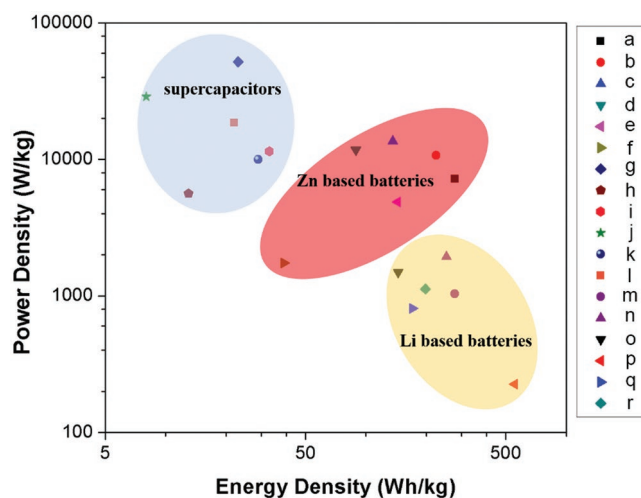 100000
10000
1000
100
5
50
500
Power Density (W/kg)
Energy Density (Wh/kg)
supercapacitors
Zn based batteries
Li based batteries
a
b
c
d
e
f
g
h
i
j
k
l
m
n
o
p
q
r